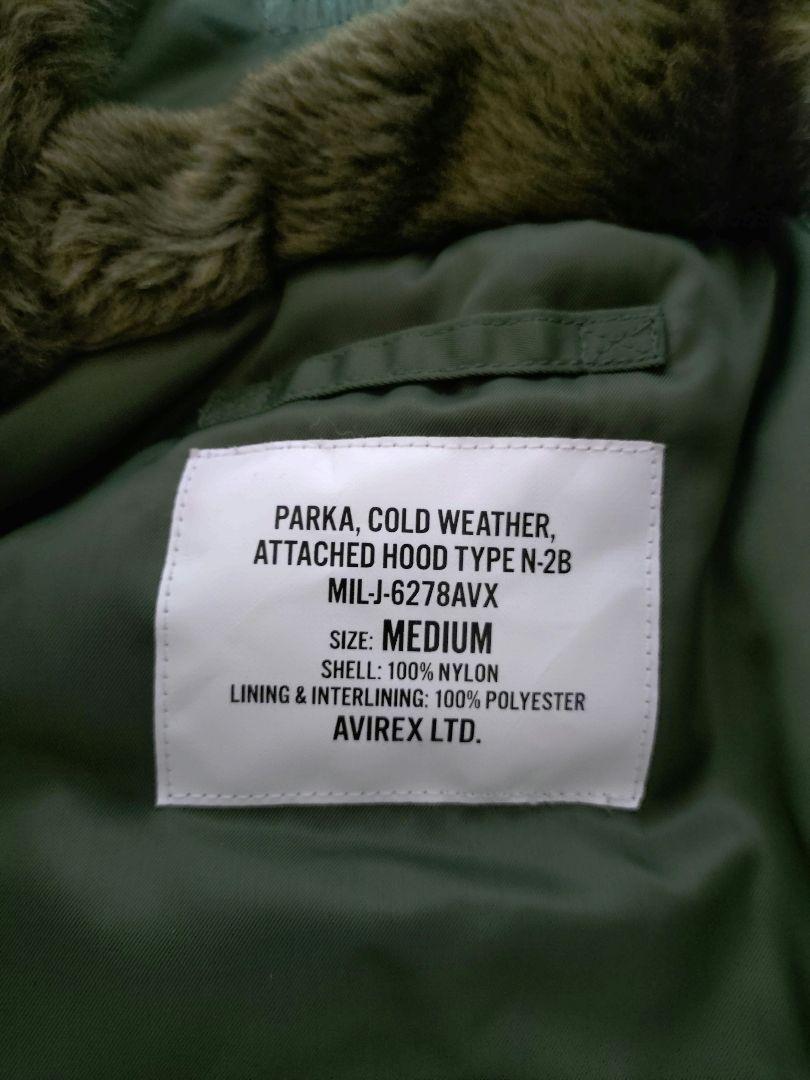 PARKA, COLD WEATHER,
ATTACHED HOOD TYPE N-2B
MIL-J-6278AVX
SIZE: MEDIUM
SHELL: 100% NYLON
LINING & INTERLINING: 100% POLYESTER
AVIREX LTD.